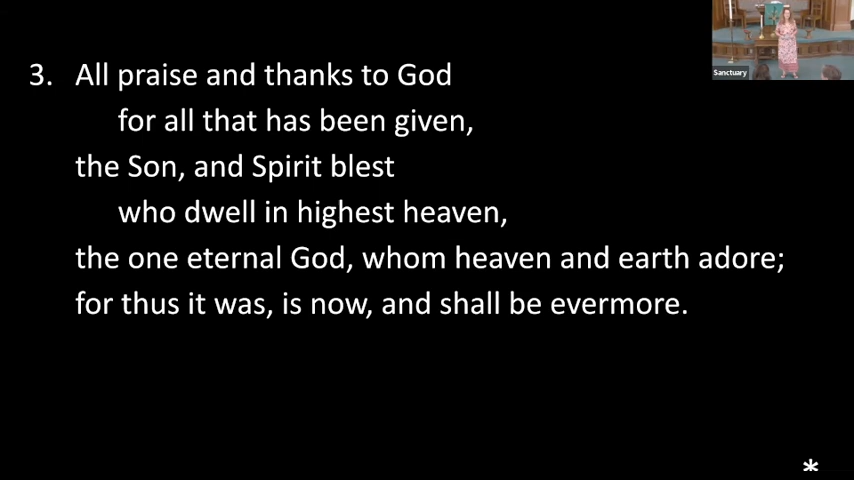 Sanctuary
3. All praise and thanks to God
for all that has been given,
the Son, and Spirit blest
who dwell in highest heaven,
the one eternal God, whom heaven and earth adore;
for thus it was, is now, and shall be evermore.
*